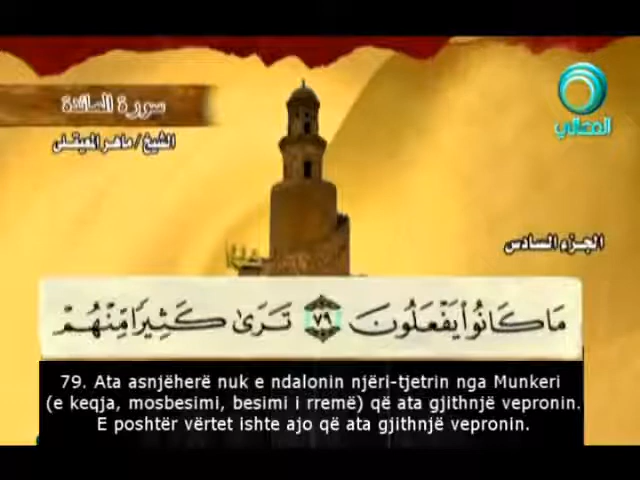 سورة المائدة
الشيخ / ماهر المعيقلي
المعالي
الجزء السادس
مَا كَانُوا۟ يَفْعَلُونَ ٧٩ تَرَىٰ كَثِيرًا مِّنْهُمْ
79. Ata asnjëherë nuk e ndalonin njëri-tjetrin nga Munkeri
(e keqja, mosbesimi, besimi i rremë) që ata gjithnjë vepronin.
E poshtër vërtet ishte ajo që ata gjithnjë vepronin.